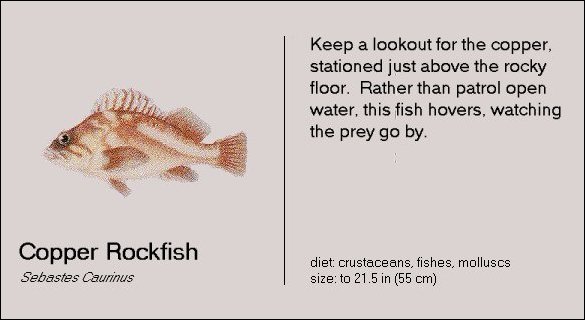 Keep a lookout for the copper,
stationed just above the rocky
floor.  Rather than patrol open
water, this fish hovers, watching
the prey go by.
Copper Rockfish
Sebastes Caurinus
diet: crustaceans, fishes, molluscs
size: to 21.5 in (55 cm)